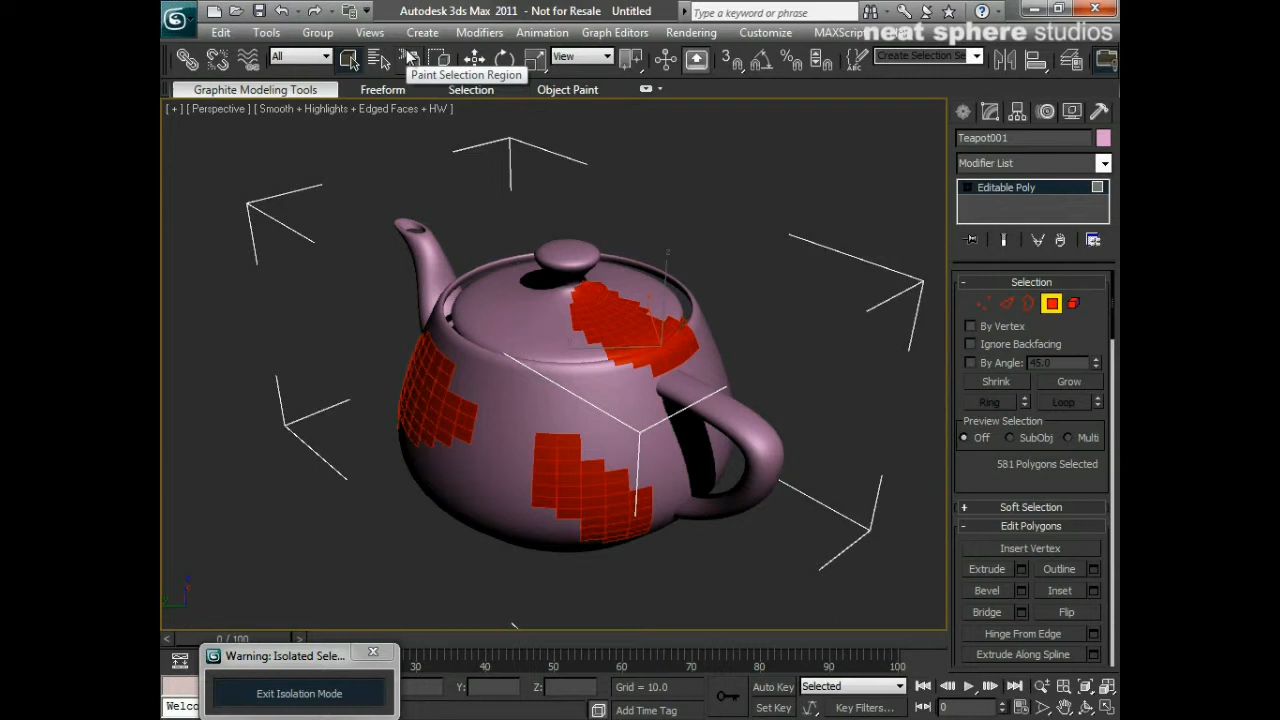 Autodesk 3ds Max 2011 - Not for Resale Untitled
Type a keyword or phrase
Edit Tools Group Views Create Modifiers Animation Graph Editors Rendering Customize MAXScript
neat sphere studios
All
View
Create Selection Se
Paint Selection Region
Graphite Modeling Tools Freeform Selection Object Paint
[ + ] [ Perspective ] [ Smooth + Highlights + Edged Faces + HW ]
Teapot001
Modifier List
Editable Poly
- Selection
By Vertex
Ignore Backfacing
By Angle: 45.0
Shrink Grow
Ring Loop
Preview Selection
Off SubObj Multi
581 Polygons Selected
+ Soft Selection
- Edit Polygons
Insert Vertex
Extrude Outline
Bevel Inset
Bridge Flip
Hinge From Edge
Extrude Along Spline
0 / 100
Warning: Isolated Sele...
Exit Isolation Mode
30 40 50 60 70 80 90 100
Y: Z: Grid = 10.0
Auto Key Selected
Welco
Add Time Tag
Set Key Key Filters... 0